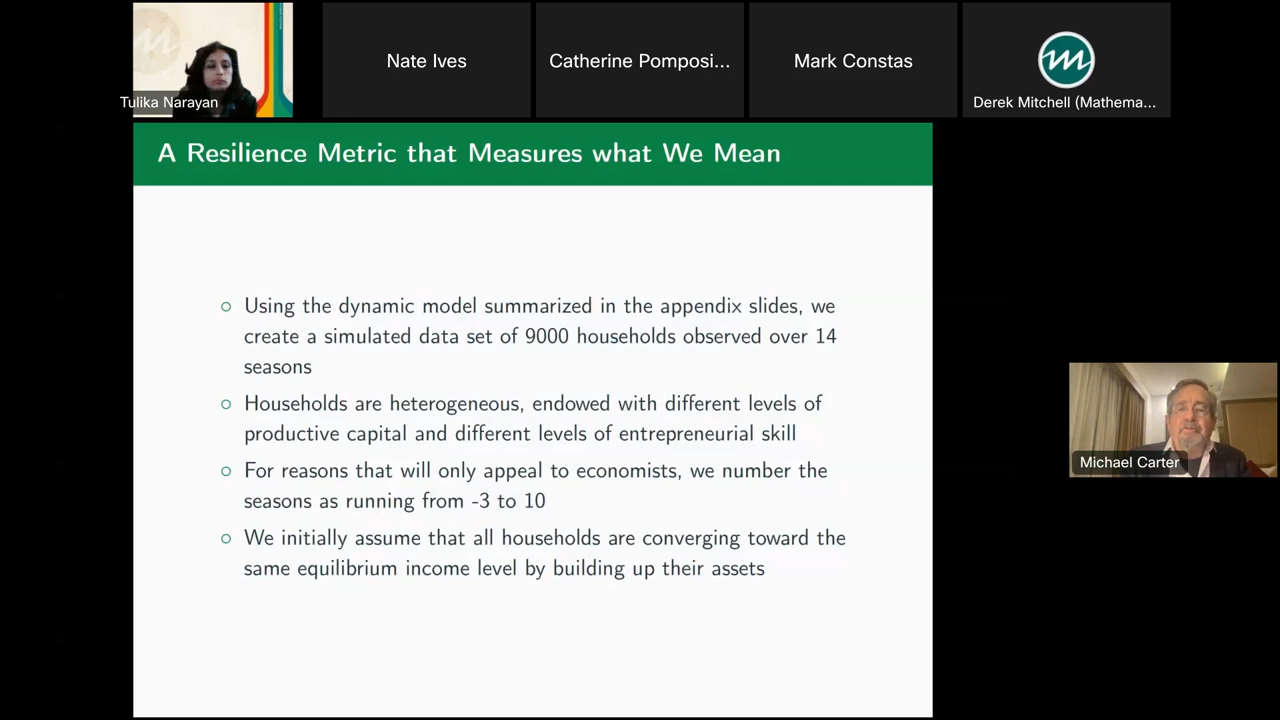 Tulika Narayan
Nate Ives
Catherine Pomposi...
Mark Constas
Derek Mitchell (Mathema...
A Resilience Metric that Measures what We Mean
Using the dynamic model summarized in the appendix slides, we
create a simulated data set of 9000 households observed over 14
seasons
Households are heterogeneous, endowed with different levels of
productive capital and different levels of entrepreneurial skill
For reasons that will only appeal to economists, we number the
seasons as running from -3 to 10
We initially assume that all households are converging toward the
same equilibrium income level by building up their assets
Michael Carter